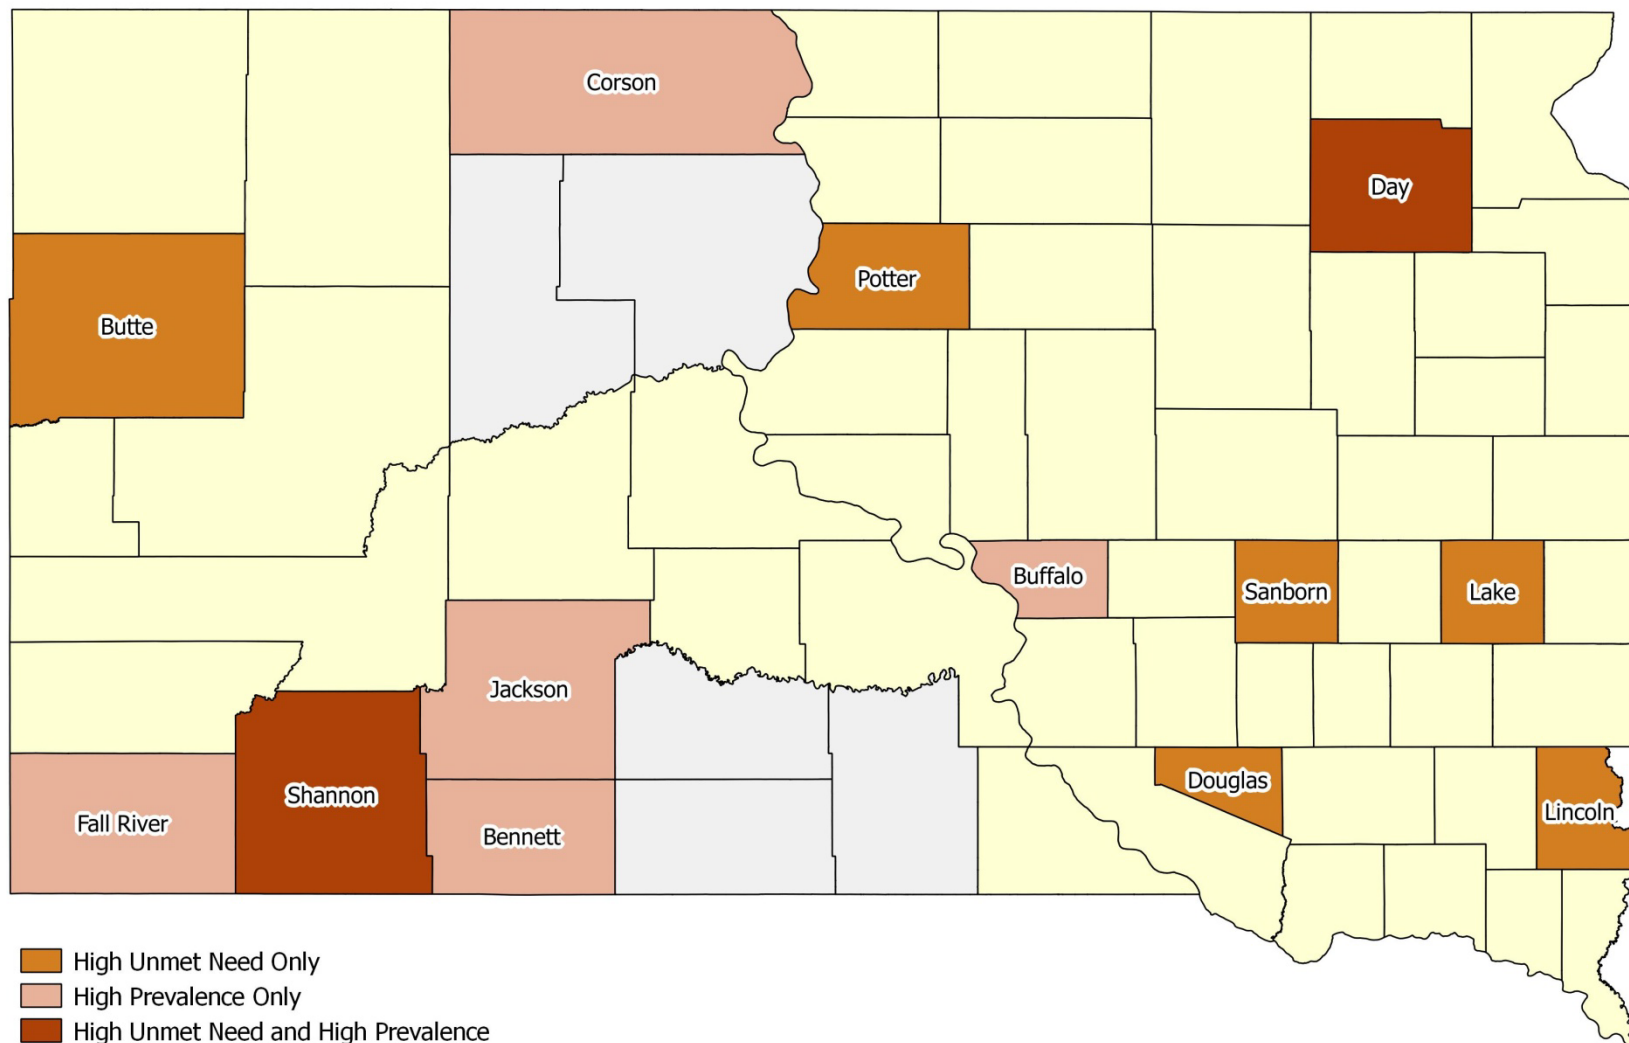 Corson
Day
Potter
Butte
Buffalo
Sanborn
Lake
Jackson
Douglas
Shannon
Lincoln
Fall River
Bennett
High Unmet Need Only
High Prevalence Only
High Unmet Need and High Prevalence